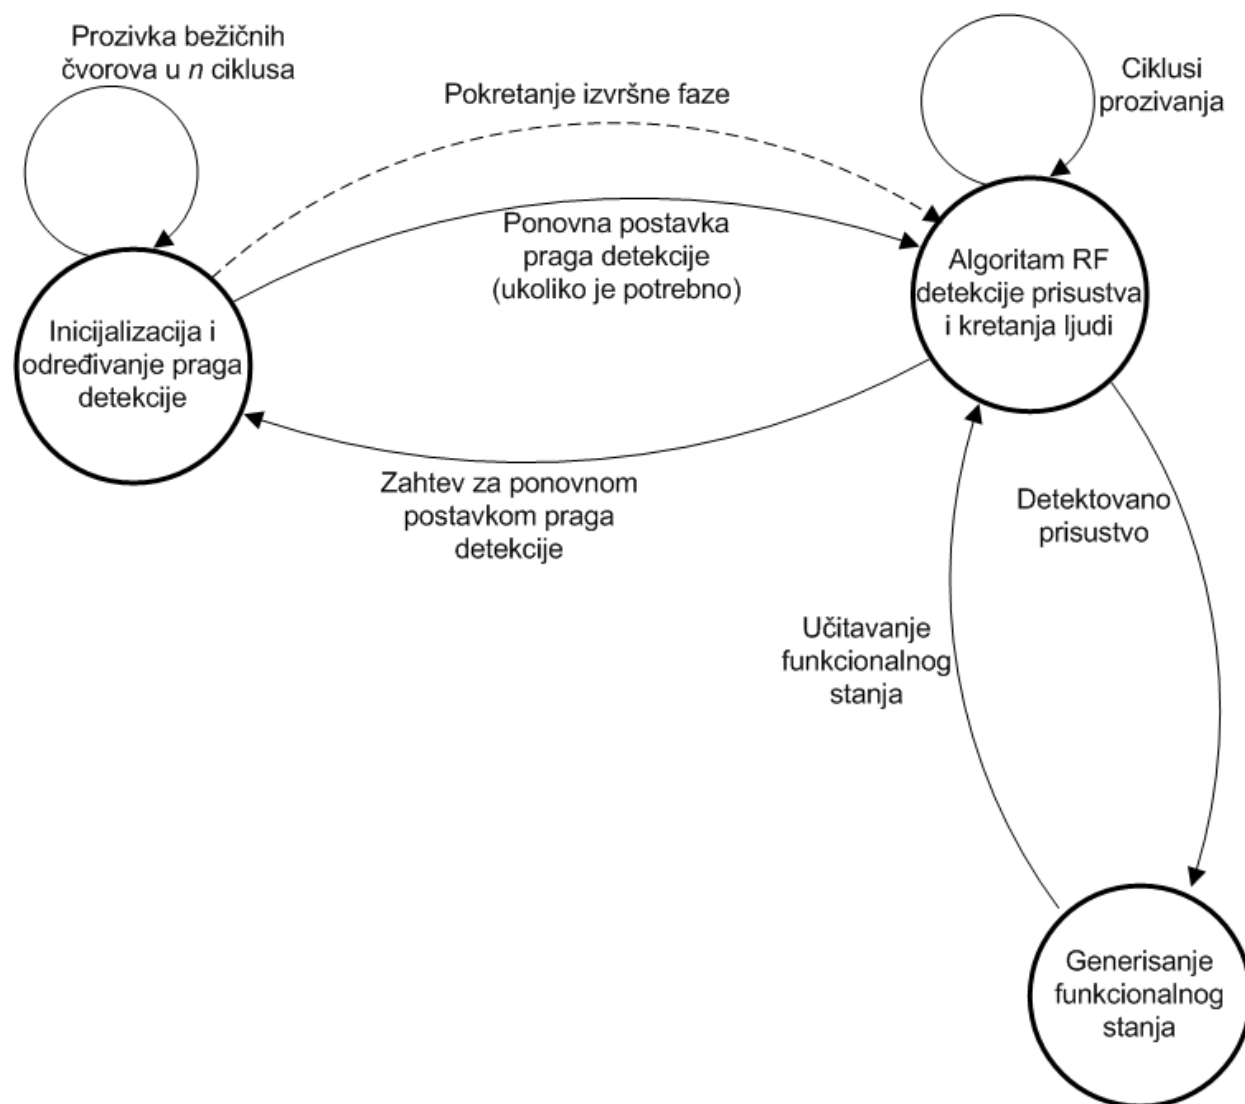 Prozivka bežičnih
čvorova u n ciklusa
Pokretanje izvršne faze
Ciklusi
prozivanja
Ponovna postavka
praga detekcije
(ukoliko je potrebno)
Algoritam RF
detekcije prisustva
i kretanja ljudi
Inicijalizacija i
određivanje praga
detekcije
Zahtev za ponovnom
postavkom praga
detekcije
Detektovano
prisustvo
Učitavanje
funkcionalnog
stanja
Generisanje
funkcionalnog
stanja